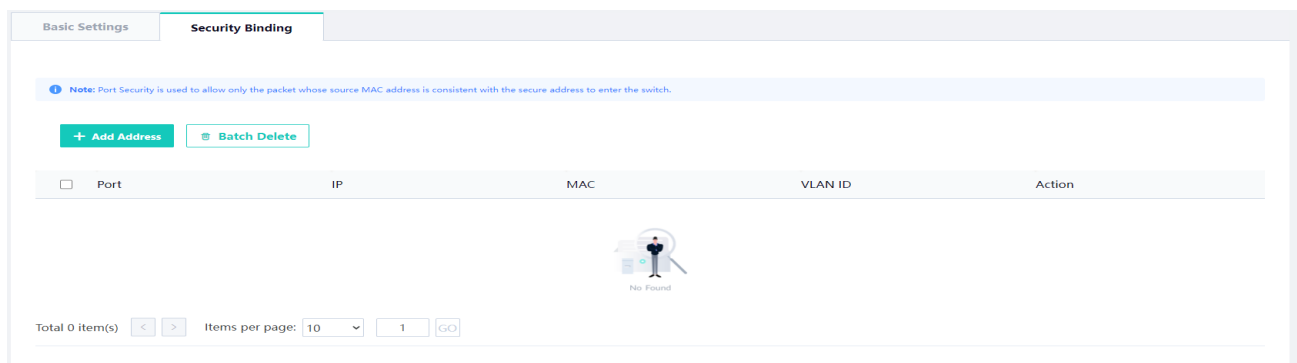 Basic Settings Security Binding
Note: Port Security is used to allow only the packet whose source MAC address is consistent with the secure address to enter the switch.
+ Add Address Batch Delete
Port IP MAC VLAN ID Action
No Found
Total 0 item(s) < > Items per page: 10 1 GO